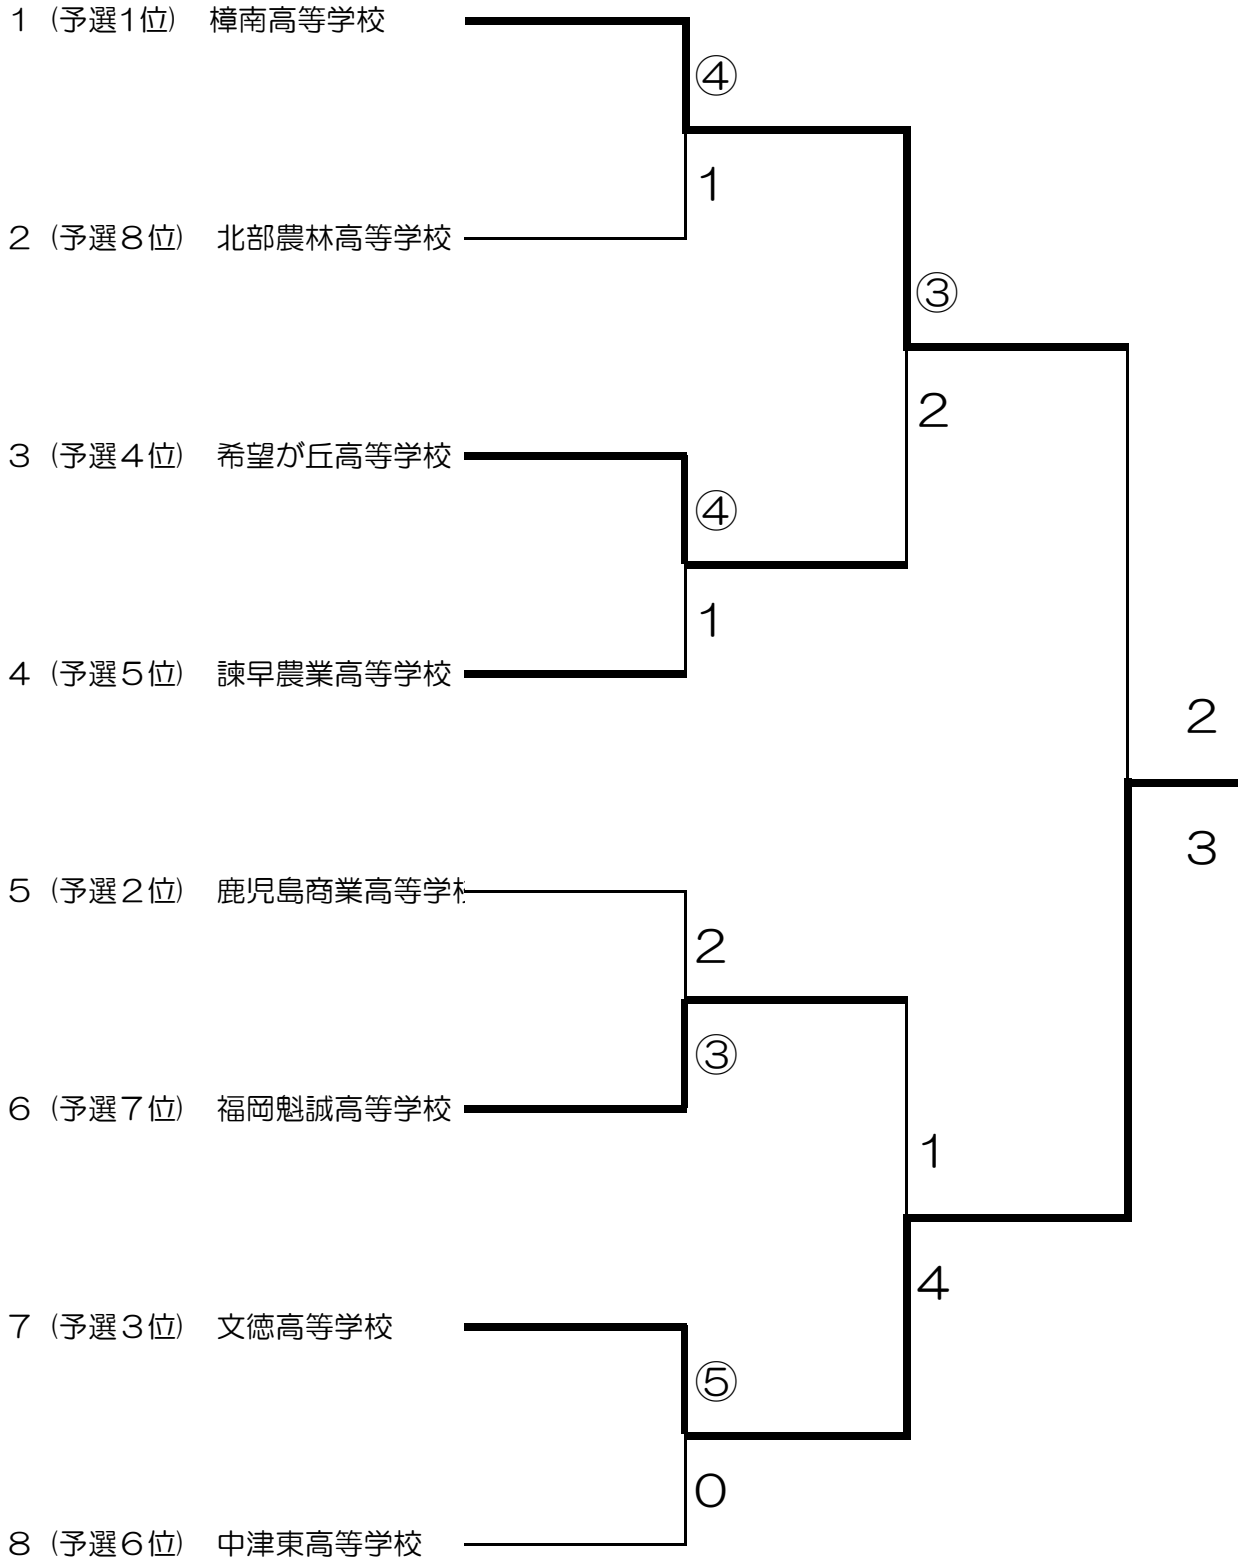 1 (予選1位) 樟南高等学校
④
1
2 (予選8位) 北部農林高等学校
③
2
3 (予選4位) 希望が丘高等学校
④
1
4 (予選5位) 諫早農業高等学校
2
3
5 (予選2位) 鹿児島商業高等学校
2
③
6 (予選7位) 福岡魁誠高等学校
1
4
7 (予選3位) 文徳高等学校
⑤
0
8 (予選6位) 中津東高等学校